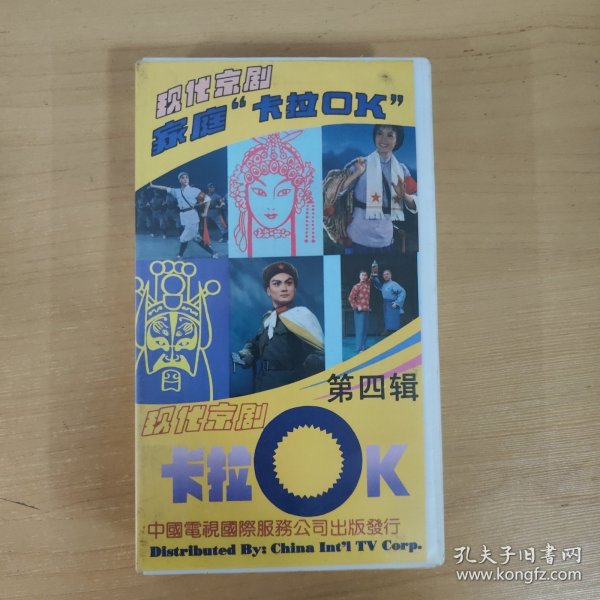 现代京剧
家庭“卡拉OK”
第四辑
现代京剧
卡拉OK
中國電視國際服務公司出版發行
Distributed By: China Int'l TV Corp.
孔夫子旧书网
www.kongfz.com